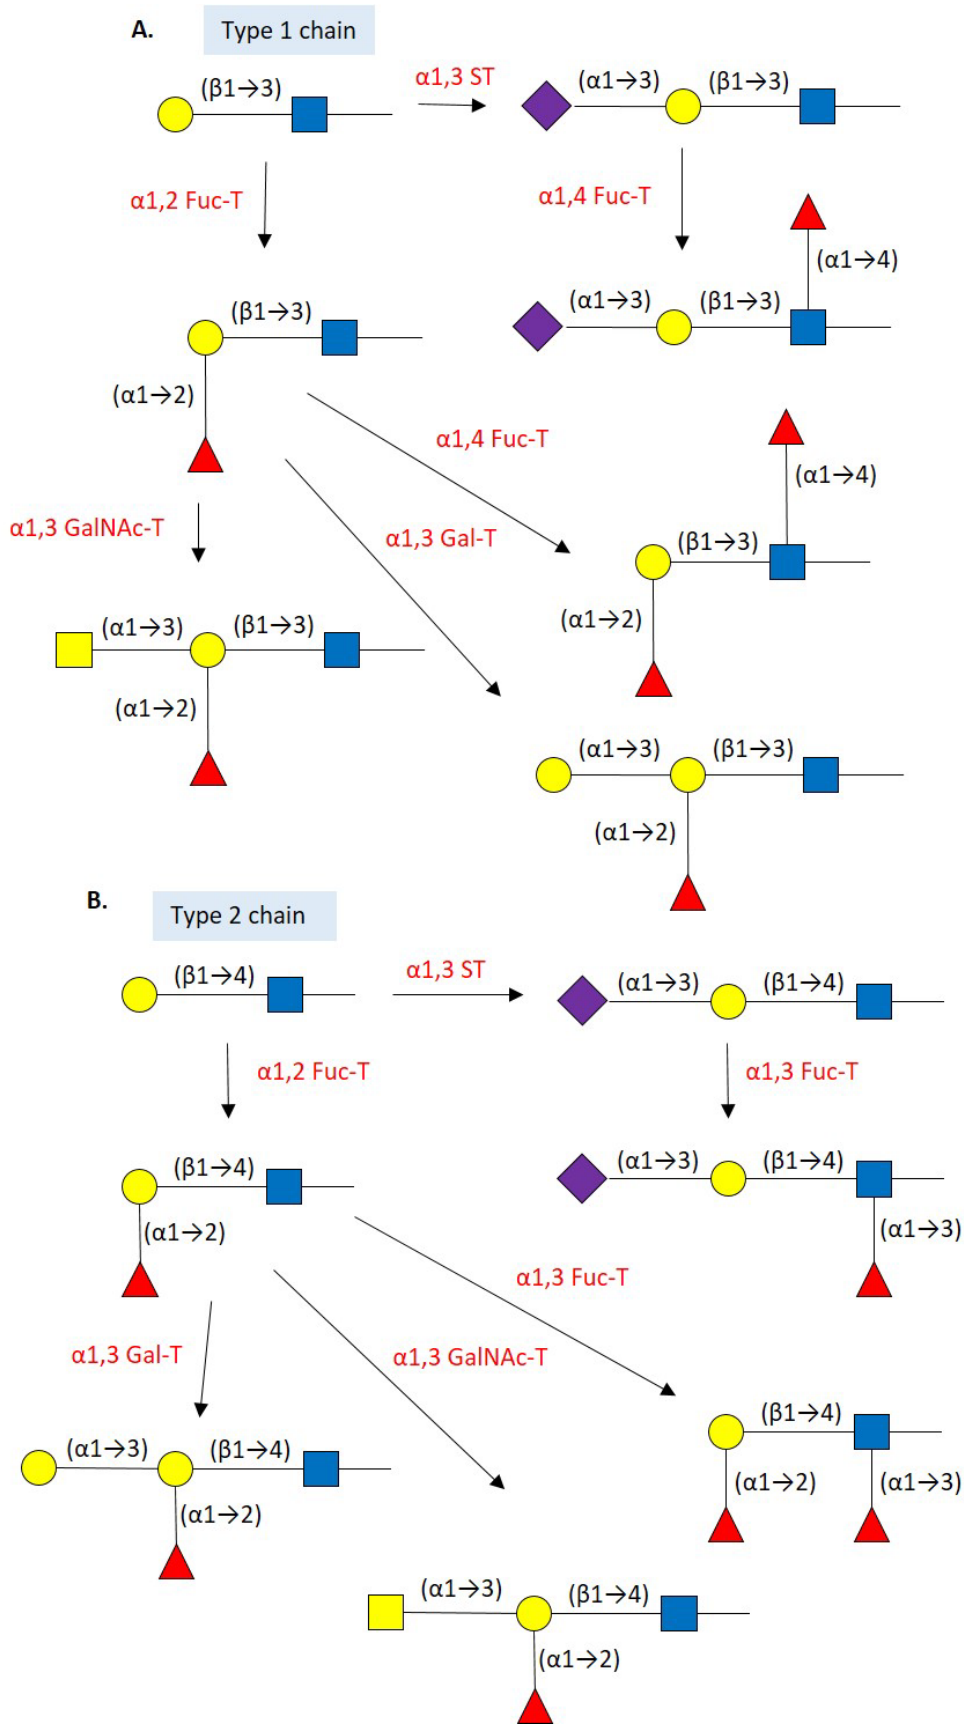 A.
Type 1 chain
(β1→3)
α1,3 ST
(α1→3)
(β1→3)
α1,2 Fuc-T
α1,4 Fuc-T
(α1→4)
(β1→3)
(α1→3)
(β1→3)
(α1→2)
α1,4 Fuc-T
(α1→4)
α1,3 GalNAc-T
α1,3 Gal-T
(β1→3)
(α1→3)
(β1→3)
(α1→2)
(α1→2)
(α1→3)
(β1→3)
(α1→2)
B.
Type 2 chain
(β1→4)
α1,3 ST
(α1→3)
(β1→4)
α1,2 Fuc-T
α1,3 Fuc-T
(β1→4)
(α1→3)
(β1→4)
(α1→2)
(α1→3)
α1,3 Fuc-T
α1,3 Gal-T
α1,3 GalNAc-T
(β1→4)
(α1→3)
(β1→4)
(α1→2)
(α1→3)
(α1→2)
(α1→3)
(β1→4)
(α1→2)